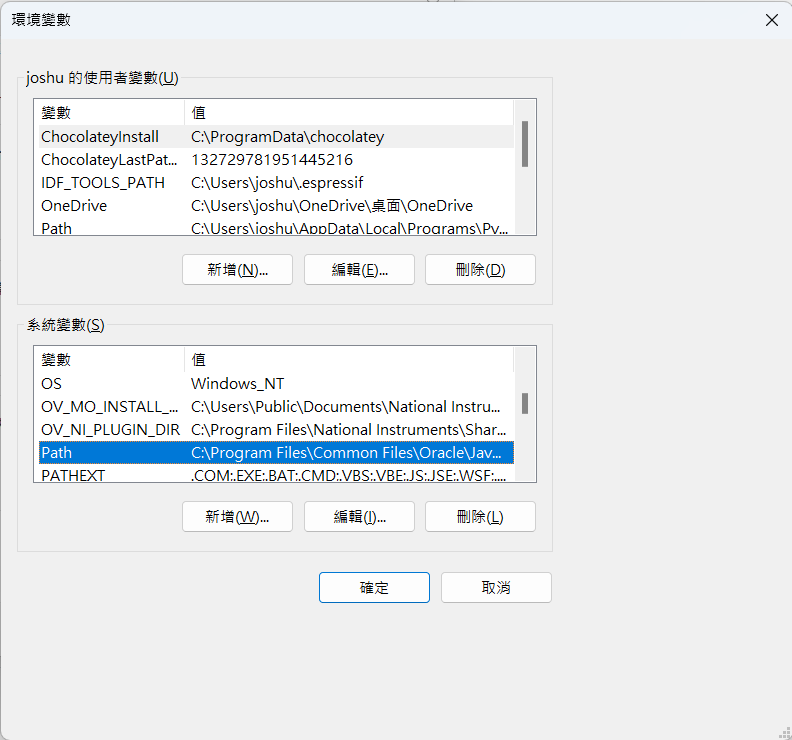 環境變數
joshu 的使用者變數(U)
變數 值
ChocolateyInstall C:\ProgramData\chocolatey
ChocolateyLastPat... 132729781951445216
IDF_TOOLS_PATH C:\Users\joshu\.espressif
OneDrive C:\Users\joshu\OneDrive\桌面\OneDrive
Path C:\Users\joshu\AppData\Local\Programs\Py...
新增(N)... 編輯(E)... 刪除(D)
系統變數(S)
變數 值
OS Windows_NT
OV_MO_INSTALL_... C:\Users\Public\Documents\National Instru...
OV_NI_PLUGIN_DIR C:\Program Files\National Instruments\Shar...
Path C:\Program Files\Common Files\Oracle\Jav...
PATHEXT .COM;.EXE;.BAT;.CMD;.VBS;.VBE;.JS;.JSE;.WSF;...
新增(W)... 編輯(I)... 刪除(L)
確定 取消